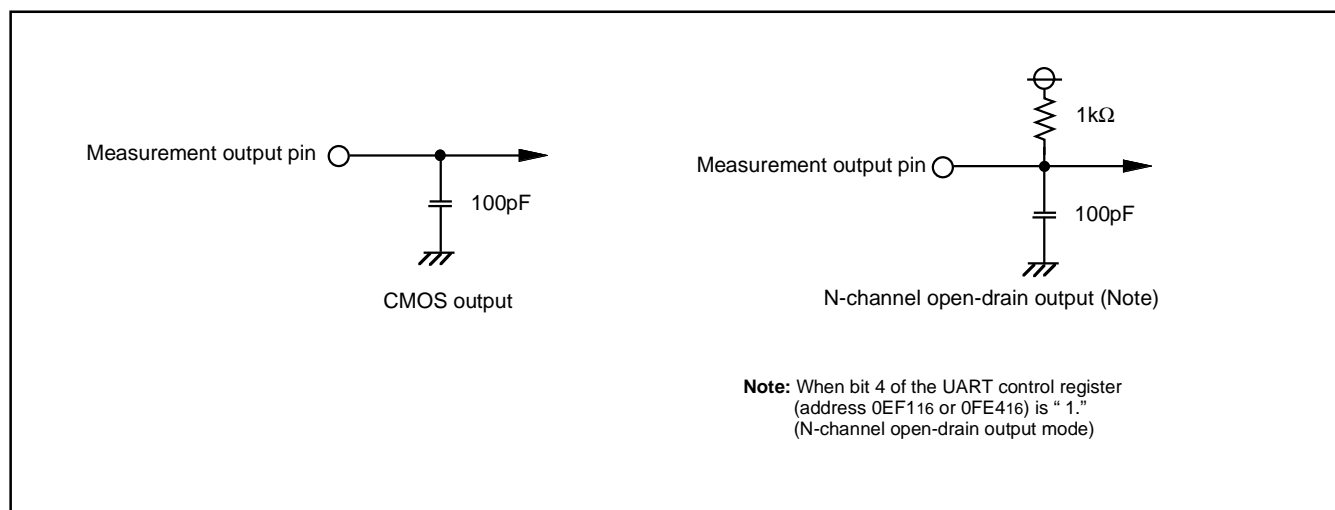 Measurement output pin
100pF
CMOS output
1kΩ
Measurement output pin
100pF
N-channel open-drain output (Note)
Note: When bit 4 of the UART control register
(address 0EF116 or 0FE416) is “ 1.”
(N-channel open-drain output mode)